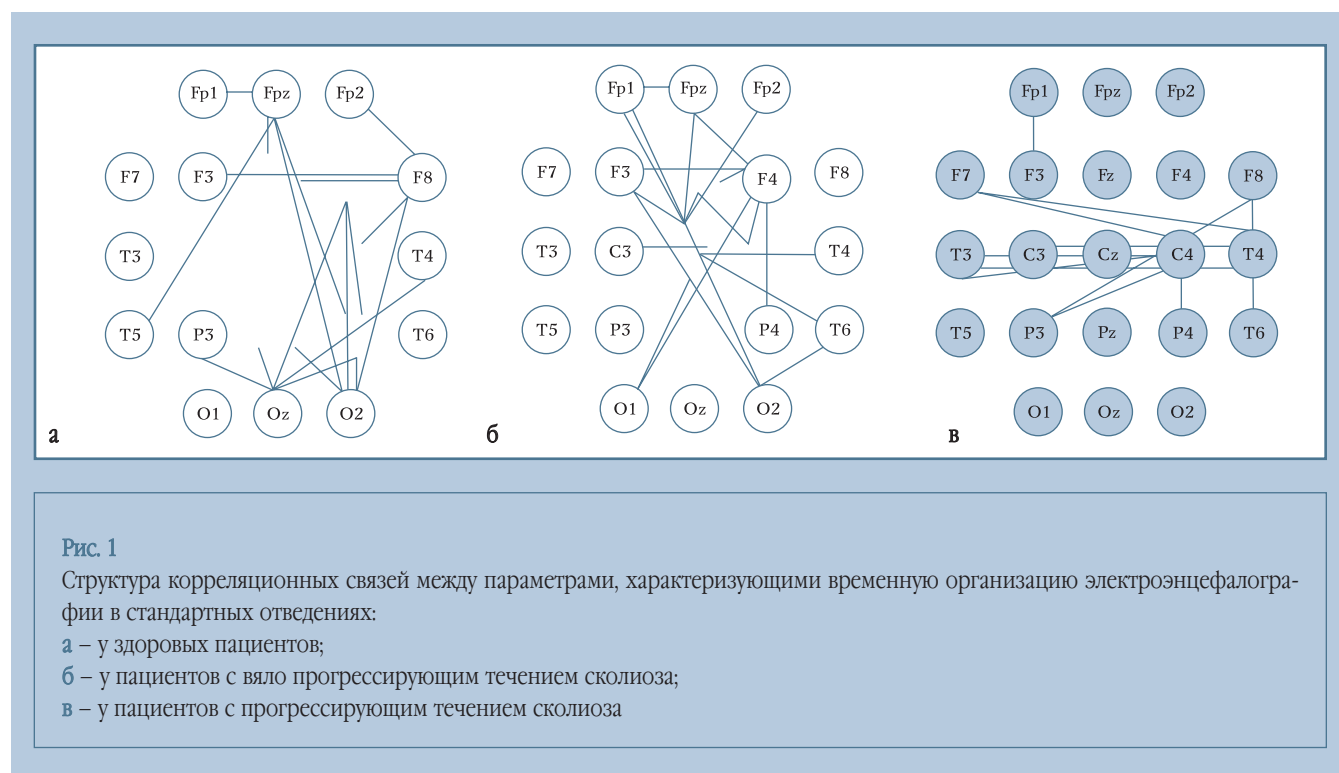 Fp1 Fpz Fp2 Fp1 Fpz Fp2 Fp1 Fpz Fp2
F7 F3 F8 F7 F3 F4 F8 F7 F3 Fz F4 F8
T3 T4 T3 C3 T4 T3 C3 Cz C4 T4
T5 P3 T6 T5 P3 P4 T6 T5 P3 Pz P4 T6
O1 Oz O2 O1 Oz O2 O1 Oz O2
а б в
Рис. 1
Структура корреляционных связей между параметрами, характеризующими временную организацию электроэнцефалогра-
фии в стандартных отведениях:
а – у здоровых пациентов;
б – у пациентов с вяло прогрессирующим течением сколиоза;
в – у пациентов с прогрессирующим течением сколиоза